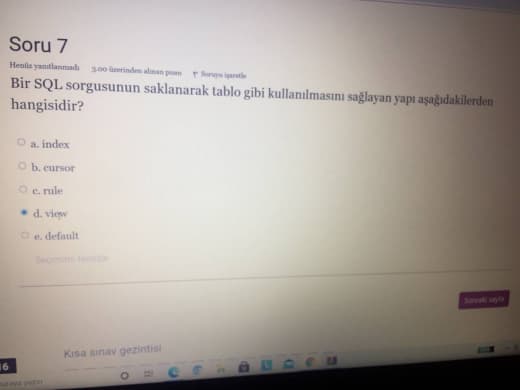 Soru 7
Henüz yanıtlanmadı 3,00 üzerinden alınan puan Soruyu işaretle
Bir SQL sorgusunun saklanarak tablo gibi kullanılmasını sağlayan yapı aşağıdakilerden
hangisidir?
a. index
b. cursor
c. rule
d. view
e. default
Seçimimi temizle
Sonraki sayfa
Kısa sınav gezintisi
16